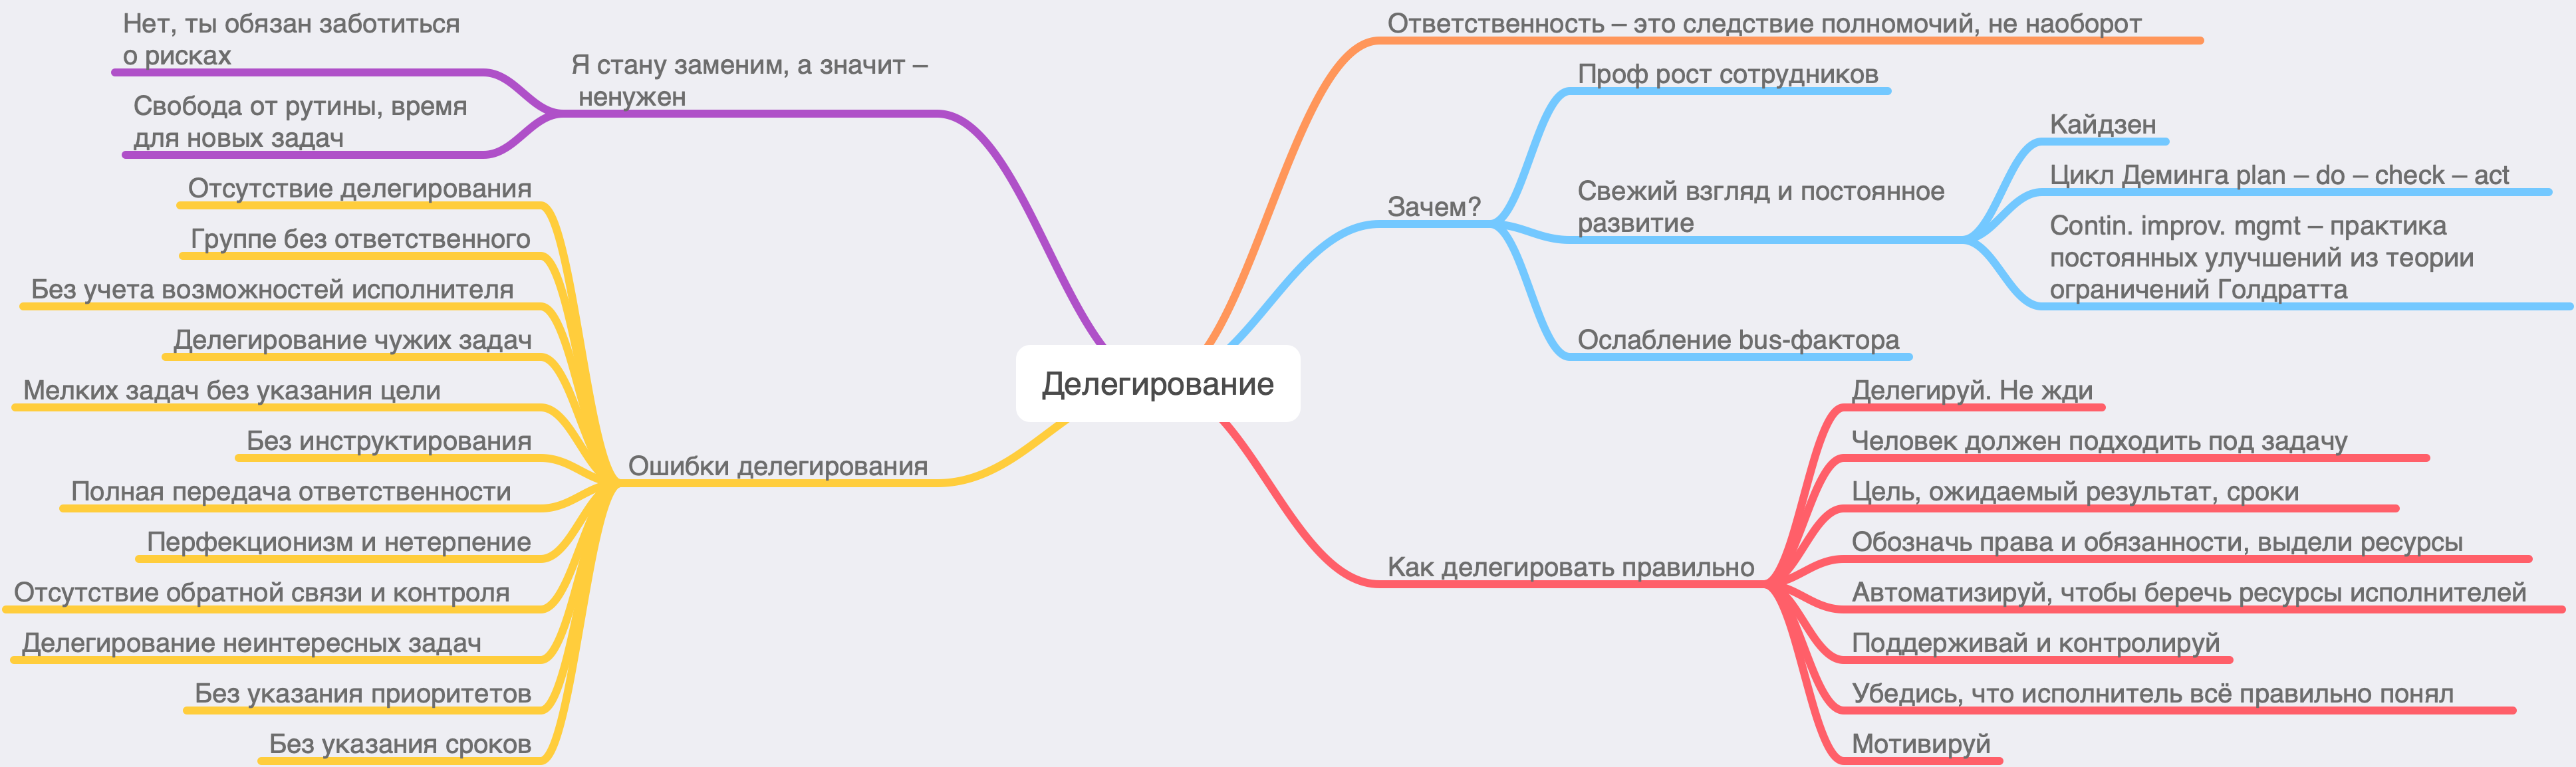 Делегирование
Ответственность – это следствие полномочий, не наоборот
Зачем?
Проф рост сотрудников
Свежий взгляд и постоянное
развитие
Кайдзен
Цикл Деминга plan – do – check – act
Contin. improv. mgmt – практика
постоянных улучшений из теории
ограничений Голдратта
Ослабление bus-фактора
Как делегировать правильно
Делегируй. Не жди
Человек должен подходить под задачу
Цель, ожидаемый результат, сроки
Обозначь права и обязанности, выдели ресурсы
Автоматизируй, чтобы беречь ресурсы исполнителей
Поддерживай и контролируй
Убедись, что исполнитель всё правильно понял
Мотивируй
Я стану заменим, а значит –
ненужен
Нет, ты обязан заботиться
о рисках
Свобода от рутины, время
для новых задач
Ошибки делегирования
Отсутствие делегирования
Группе без ответственного
Без учета возможностей исполнителя
Делегирование чужих задач
Мелких задач без указания цели
Без инструктирования
Полная передача ответственности
Перфекционизм и нетерпение
Отсутствие обратной связи и контроля
Делегирование неинтересных задач
Без указания приоритетов
Без указания сроков